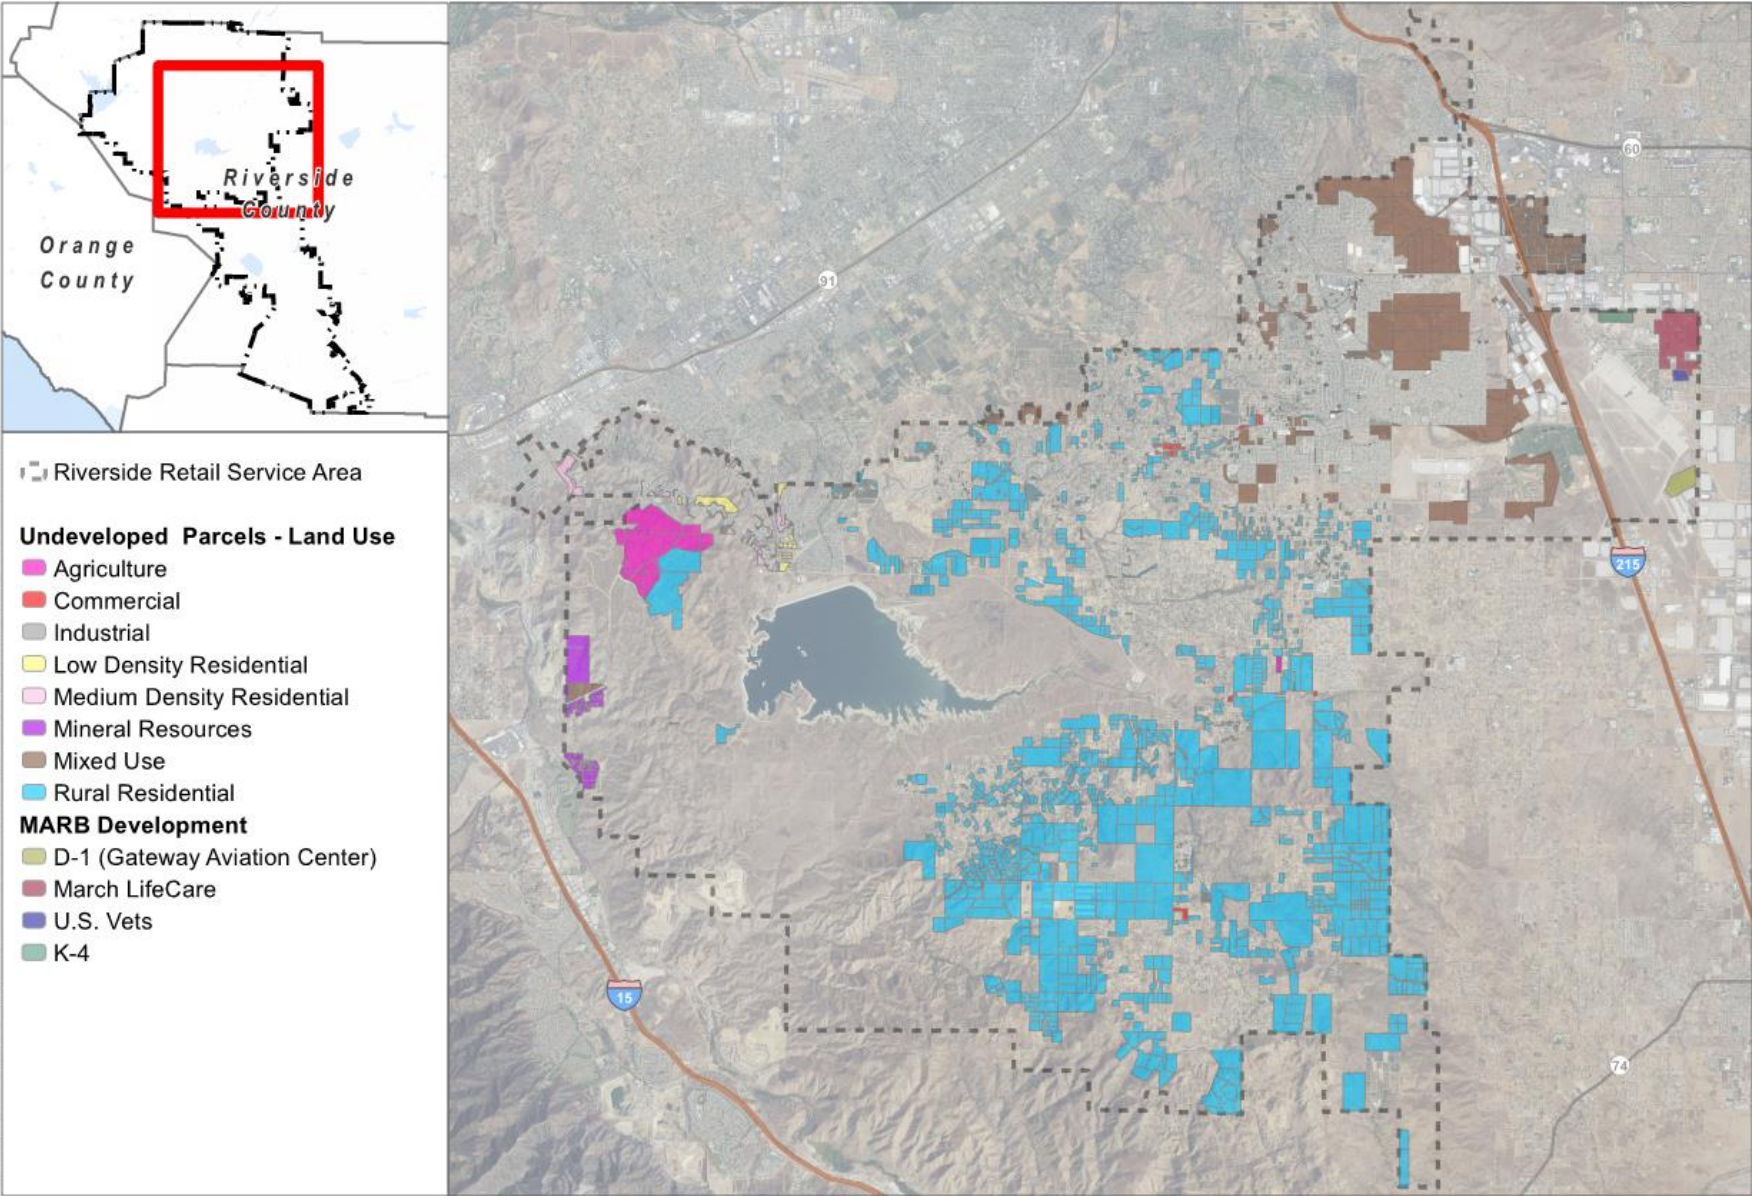 Riverside
County
Orange
County
Riverside Retail Service Area
Undeveloped Parcels - Land Use
Agriculture
Commercial
Industrial
Low Density Residential
Medium Density Residential
Mineral Resources
Mixed Use
Rural Residential
MARB Development
D-1 (Gateway Aviation Center)
March LifeCare
U.S. Vets
K-4
60
91
215
15
74